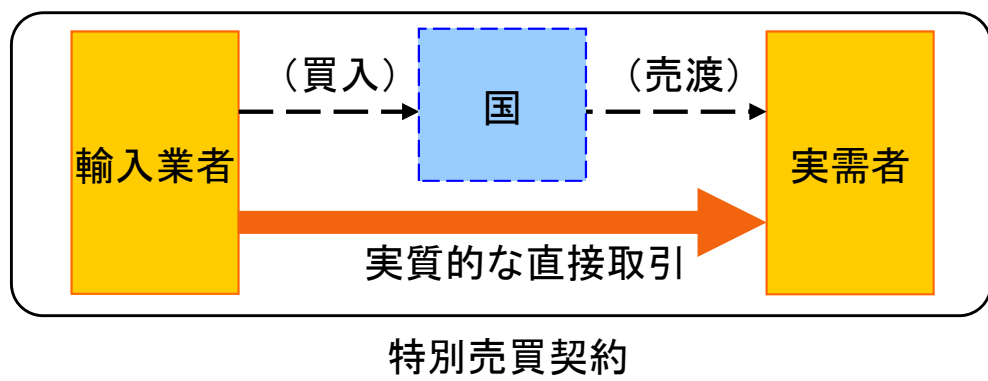 （買入）
国
（売渡）
輸入業者
実需者
実質的な直接取引
特別売買契約